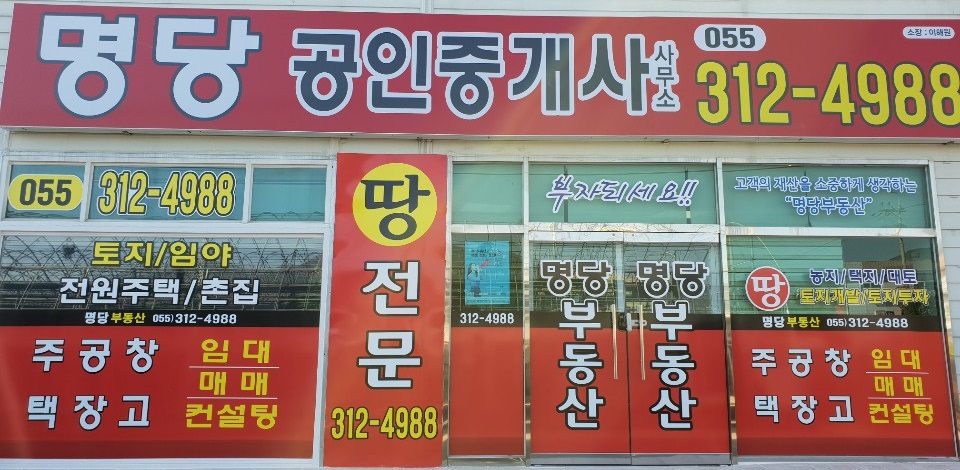 명당 공인중개사 사무소
055
312-4988
소장 : 이해원
055 312-4988
토지/임야
전원주택/촌집
명당부동산 055) 312-4988
주 공 창
택 장 고
임 대
매 매
컨설팅
땅
전
문
312-4988
312-4988
부자되세요!!
명당부동산
명당부동산
고객의 재산을 소중하게 생각하는
"명당부동산"
땅
농지/택지/대토
토지개발/토지투자
명당부동산 055) 312-4988
주 공 창
택 장 고
임 대
매 매
컨설팅